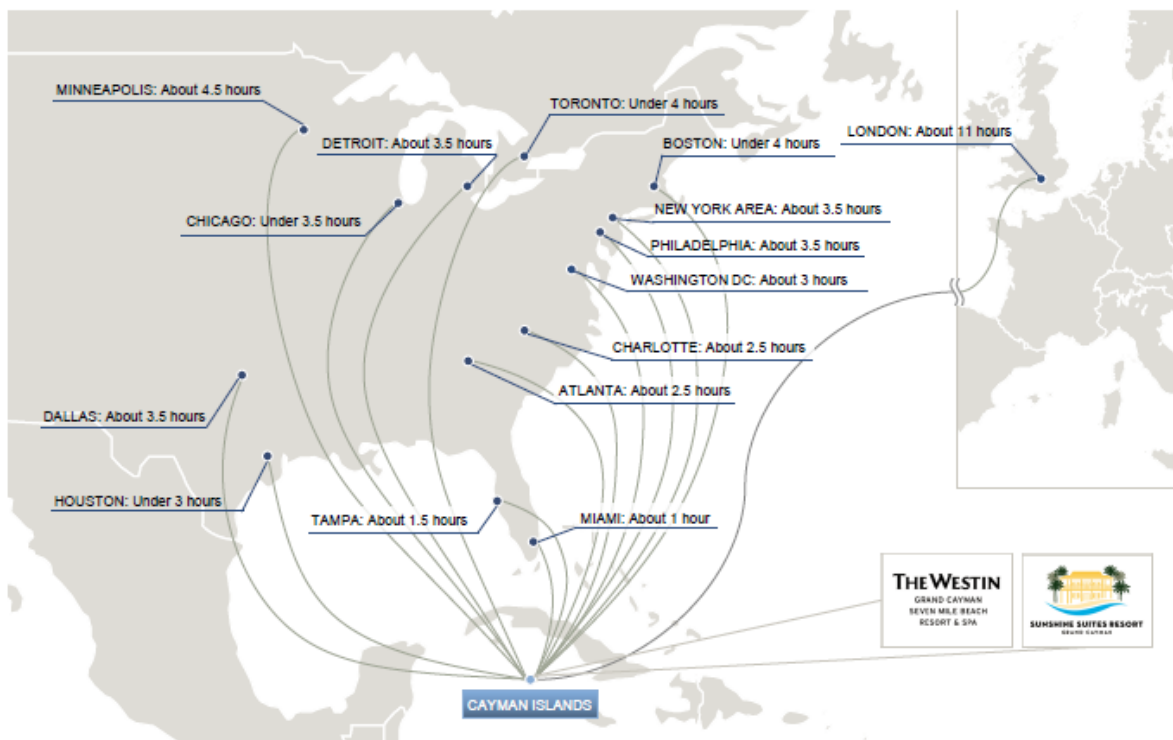 MINNEAPOLIS: About 4.5 hours
TORONTO: Under 4 hours
DETROIT: About 3.5 hours
BOSTON: Under 4 hours
LONDON: About 11 hours
CHICAGO: Under 3.5 hours
NEW YORK AREA: About 3.5 hours
PHILADELPHIA: About 3.5 hours
WASHINGTON DC: About 3 hours
CHARLOTTE: About 2.5 hours
ATLANTA: About 2.5 hours
DALLAS: About 3.5 hours
HOUSTON: Under 3 hours
TAMPA: About 1.5 hours
MIAMI: About 1 hour
THE WESTIN
GRAND CAYMAN
SEVEN MILE BEACH
RESORT & SPA
SUNSHINE SUITES RESORT
GRAND CAYMAN
CAYMAN ISLANDS